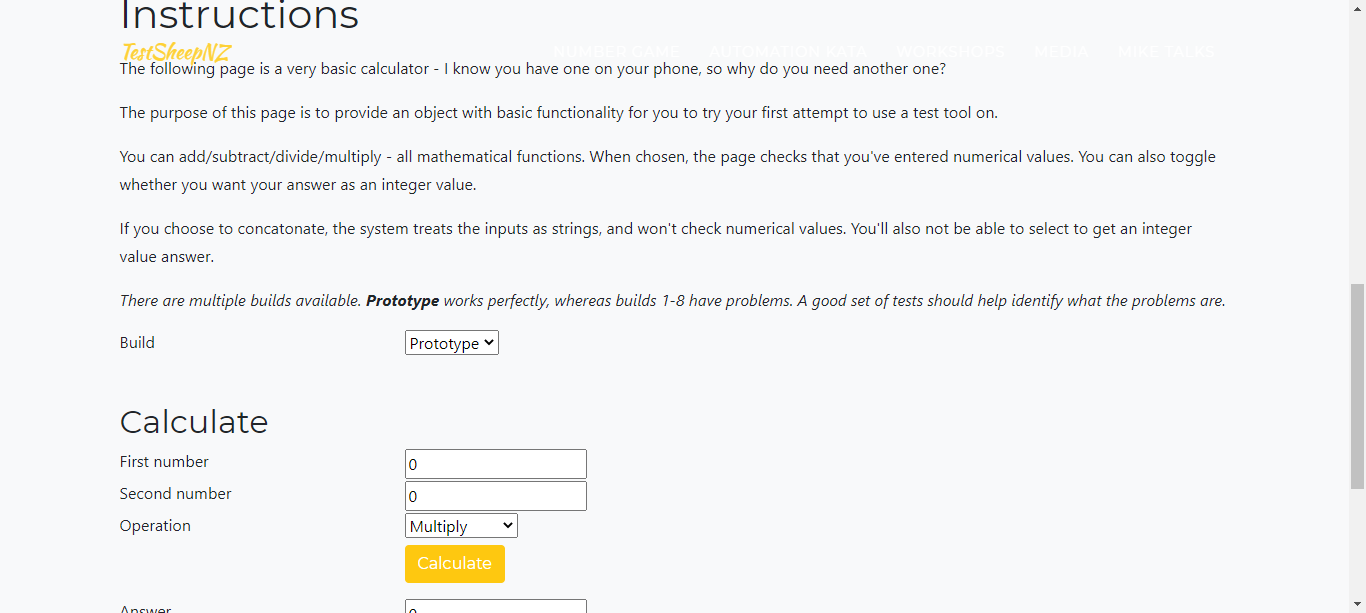 Instructions
TestSheepNZ
NUMBER GAME AUTOMATION KATA WORKSHOPS MEDIA MIKE TALKS
The following page is a very basic calculator - I know you have one on your phone, so why do you need another one?
The purpose of this page is to provide an object with basic functionality for you to try your first attempt to use a test tool on.
You can add/subtract/divide/multiply - all mathematical functions. When chosen, the page checks that you've entered numerical values. You can also toggle
whether you want your answer as an integer value.
If you choose to concatonate, the system treats the inputs as strings, and won't check numerical values. You'll also not be able to select to get an integer
value answer.
There are multiple builds available. Prototype works perfectly, whereas builds 1-8 have problems. A good set of tests should help identify what the problems are.
Build Prototype
Calculate
First number 0
Second number 0
Operation Multiply
Calculate
Answer 0